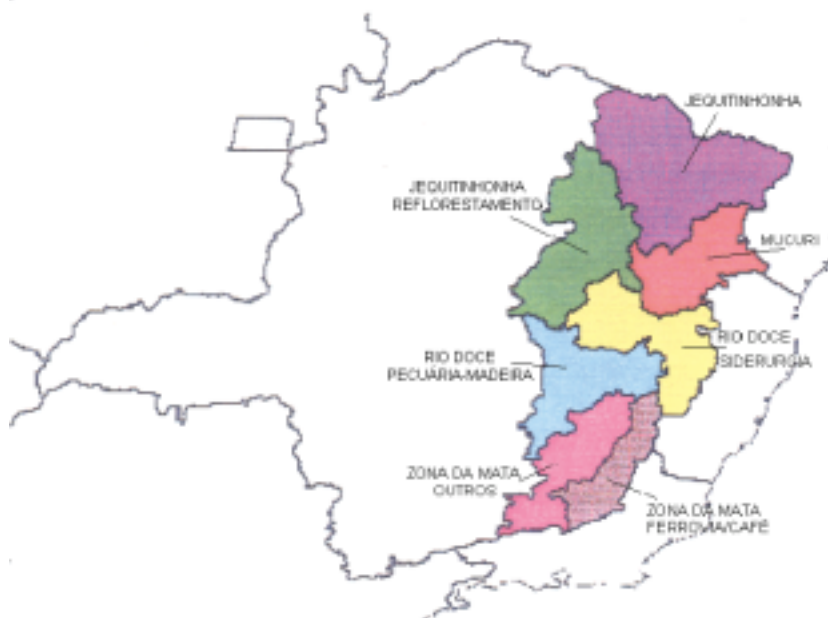 JEQUITINHONHA
JEQUITINHONHA
REFLORESTAMENTO
MUCURI
RIO DOCE
SIDERURGIA
RIO DOCE
PECUÁRIA-MADEIRA
ZONA DA MATA
OUTROS
ZONA DA MATA
FERROVIA/CAFÉ